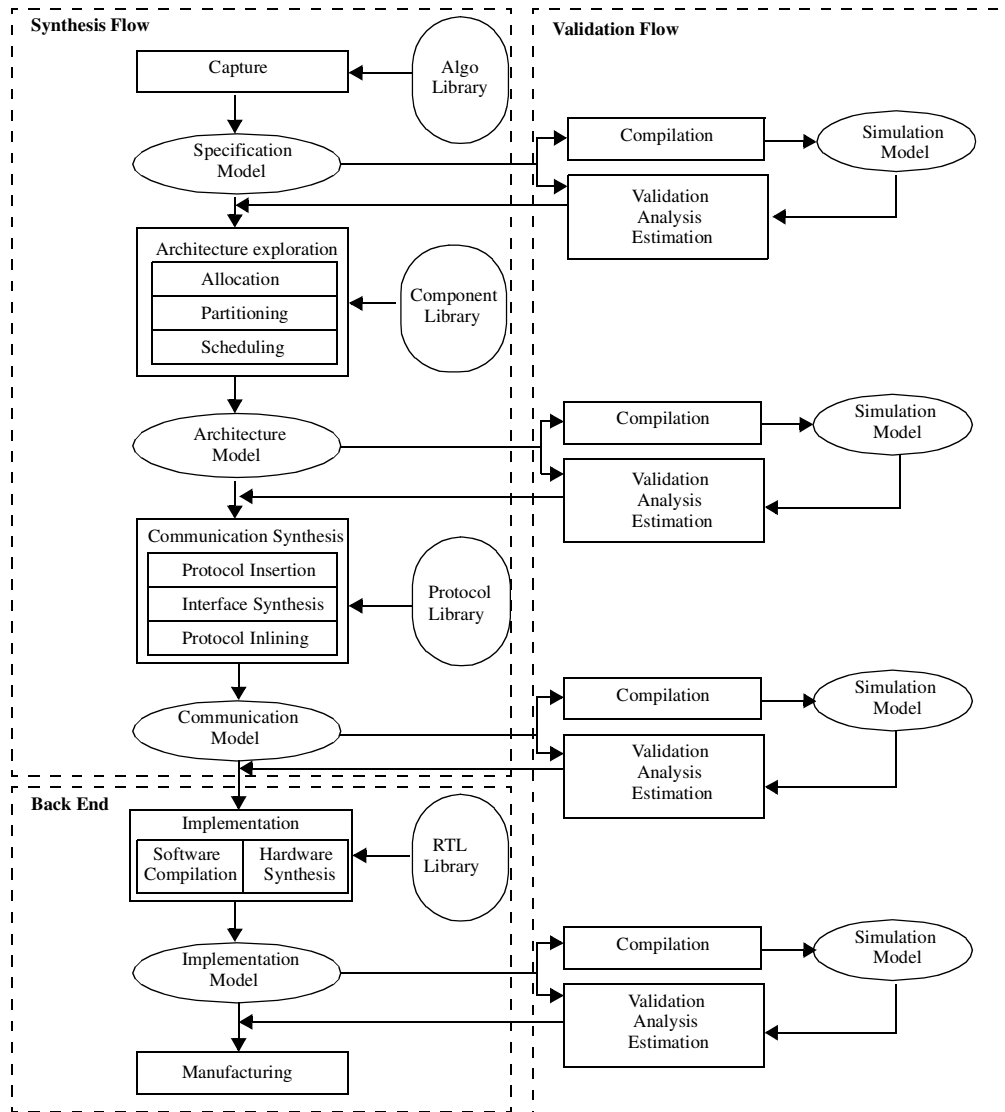 Synthesis Flow
Validation Flow
Capture
Algo
Library
Specification
Model
Compilation
Simulation
Model
Validation
Analysis
Estimation
Architecture exploration
Allocation
Partitioning
Scheduling
Component
Library
Architecture
Model
Compilation
Simulation
Model
Validation
Analysis
Estimation
Communication Synthesis
Protocol Insertion
Interface Synthesis
Protocol Inlining
Protocol
Library
Communication
Model
Compilation
Simulation
Model
Validation
Analysis
Estimation
Back End
Implementation
Software
Compilation
Hardware
Synthesis
RTL
Library
Implementation
Model
Compilation
Simulation
Model
Validation
Analysis
Estimation
Manufacturing